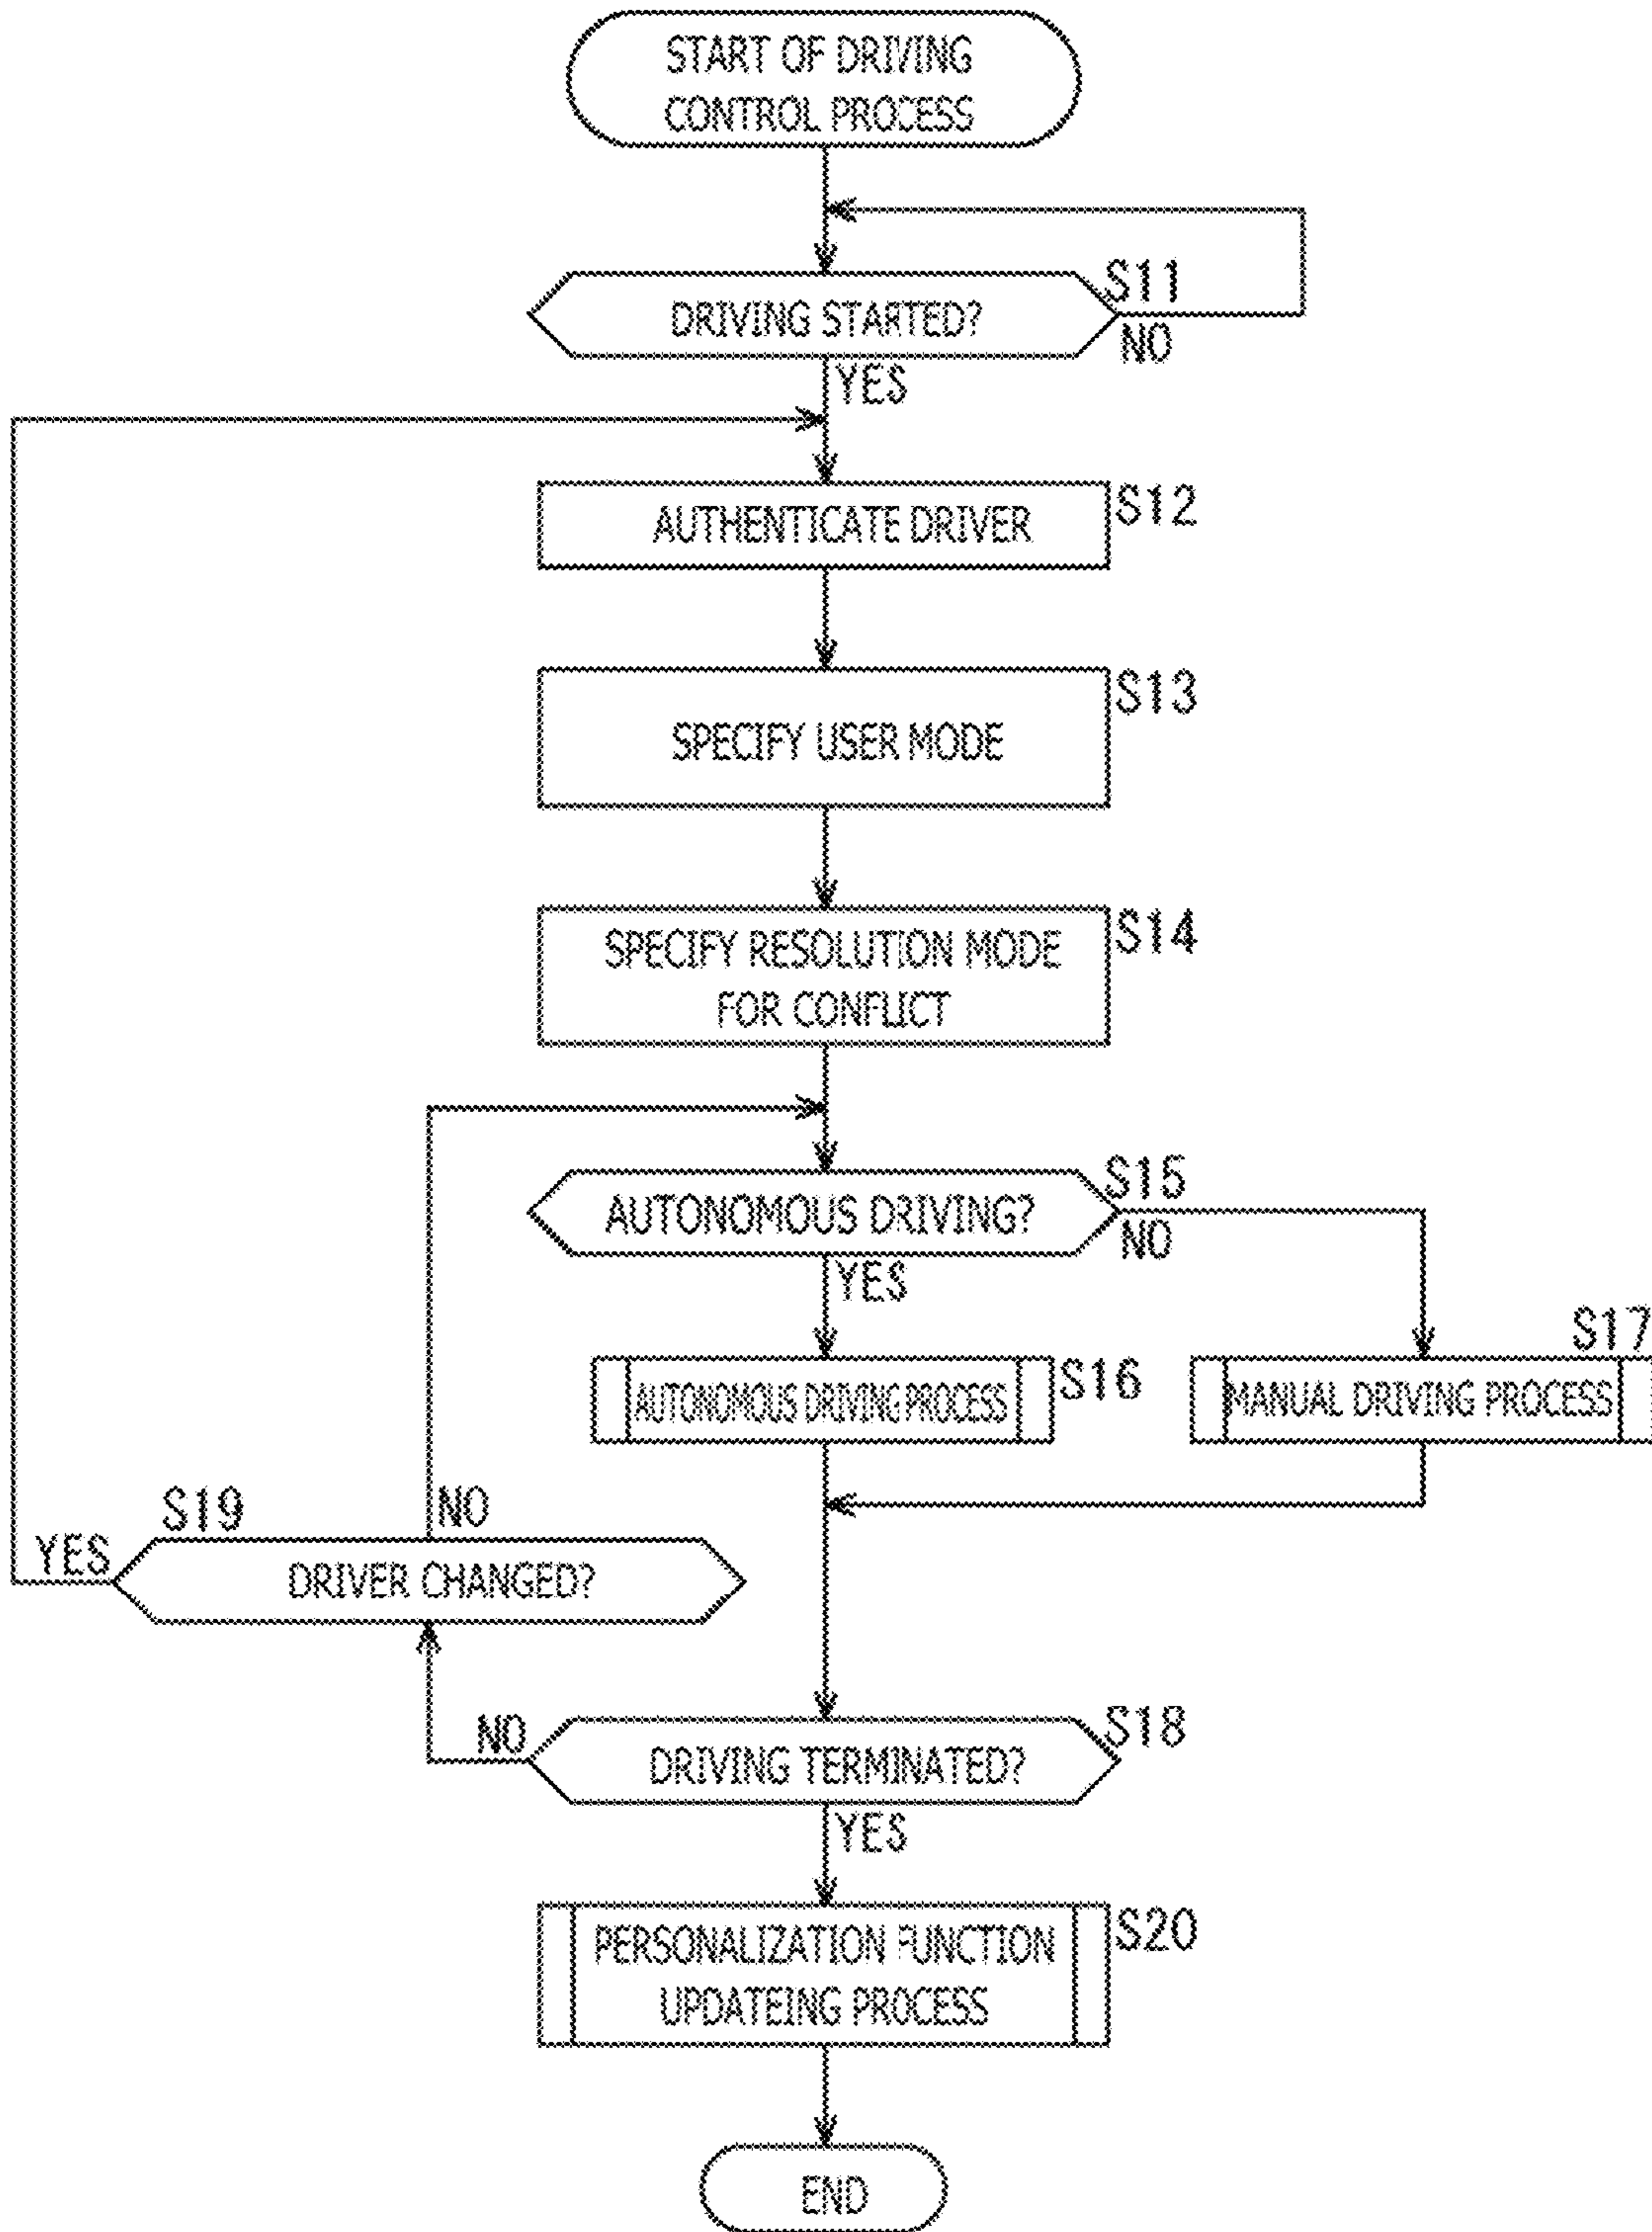 START OF DRIVING
CONTROL PROCESS
S11
DRIVING STARTED?
NO
YES
S12
AUTHENTICATE DRIVER
S13
SPECIFY USER MODE
S14
SPECIFY RESOLUTION MODE
FOR CONFLICT
S15
AUTONOMOUS DRIVING?
NO
YES
S16
AUTONOMOUS DRIVING PROCESS
S17
MANUAL DRIVING PROCESS
S19
NO
YES
DRIVER CHANGED?
S18
NO
DRIVING TERMINATED?
YES
S20
PERSONALIZATION FUNCTION
UPDATEING PROCESS
END